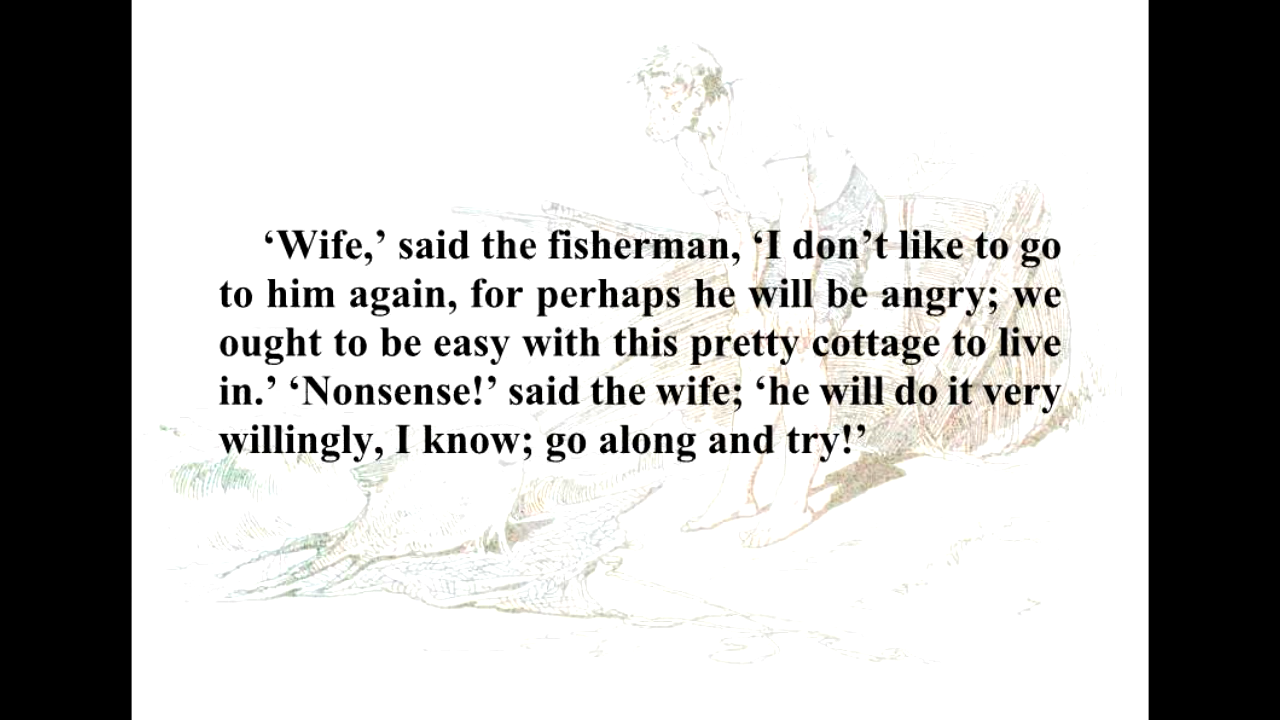 ‘Wife,’ said the fisherman, ‘I don’t like to go
to him again, for perhaps he will be angry; we
ought to be easy with this pretty cottage to live
in.’ ‘Nonsense!’ said the wife; ‘he will do it very
willingly, I know; go along and try!’